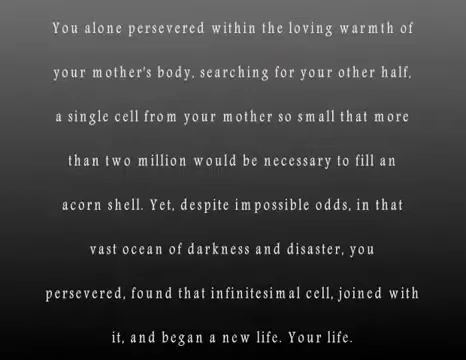 You alone persevered within the loving warmth of
your mother's body, searching for your other half,
a single cell from your mother so small that more
than two million would be necessary to fill an
acorn shell. Yet, despite impossible odds, in that
vast ocean of darkness and disaster, you
persevered, found that infinitesimal cell, joined with
it, and began a new life. Your life.